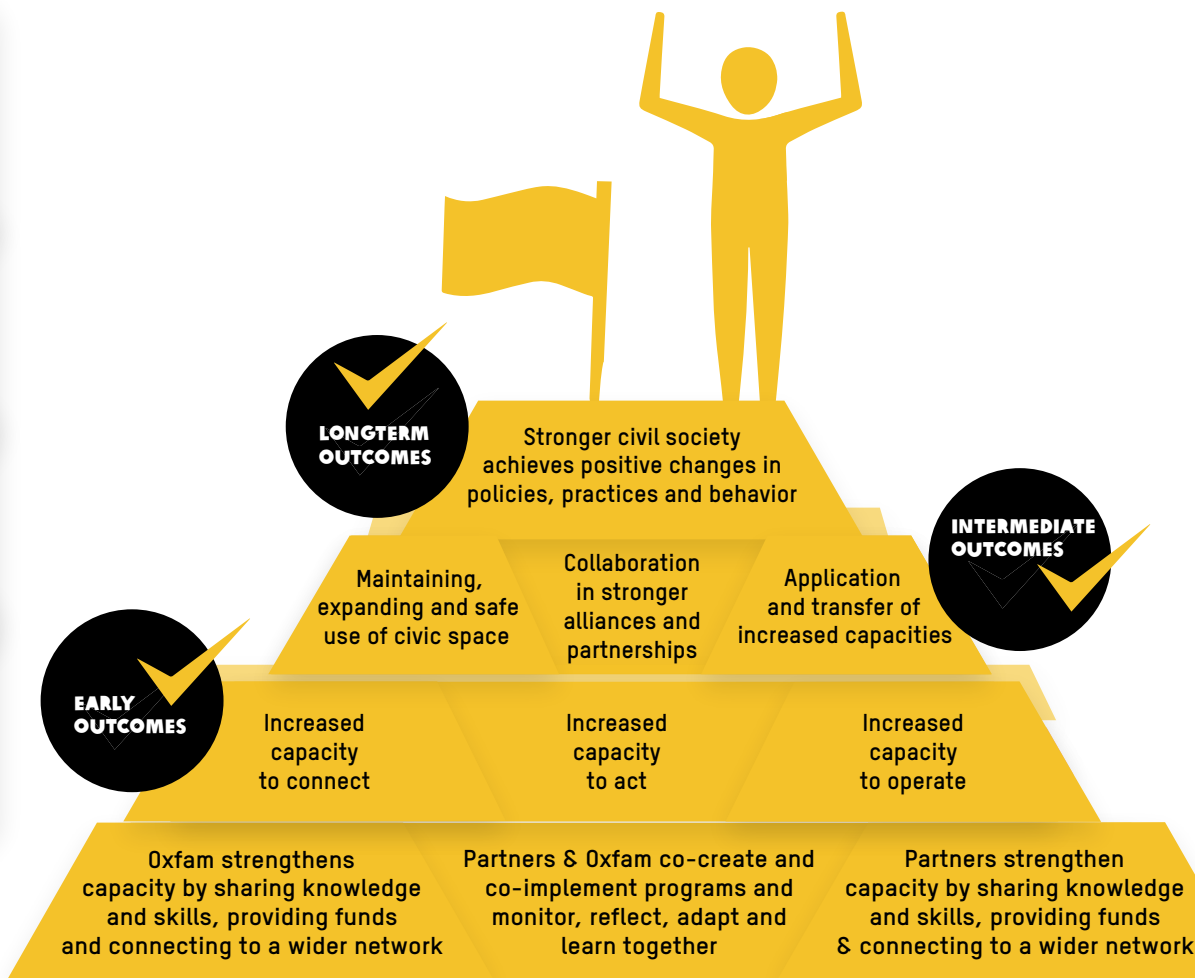 LONGTERM
OUTCOMES
Stronger civil society
achieves positive changes in
policies, practices and behavior
INTERMEDIATE
OUTCOMES
Maintaining,
expanding and safe
use of civic space
Collaboration
in stronger
alliances and
partnerships
Application
and transfer of
increased capacities
EARLY
OUTCOMES
Increased
capacity
to connect
Increased
capacity
to act
Increased
capacity
to operate
Oxfam strengthens
capacity by sharing knowledge
and skills, providing funds
and connecting to a wider network
Partners & Oxfam co-create and
co-implement programs and
monitor, reflect, adapt and
learn together
Partners strengthen
capacity by sharing knowledge
and skills, providing funds
& connecting to a wider network